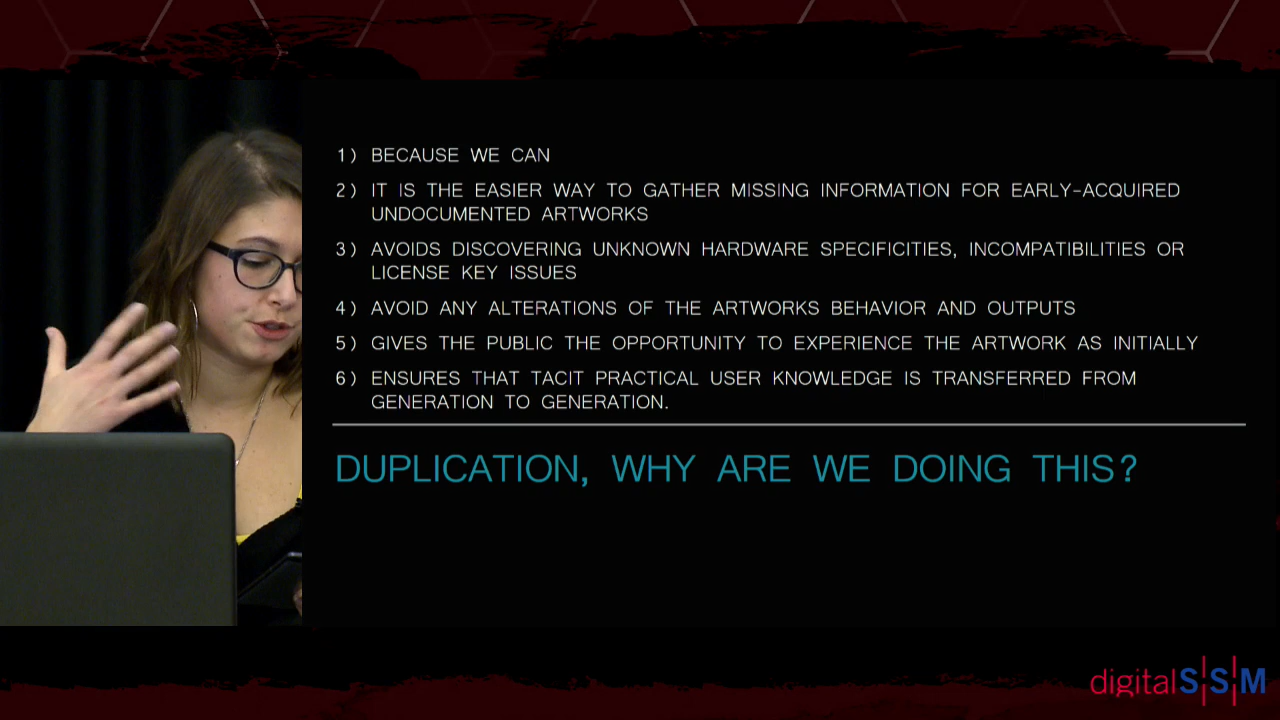 1) BECAUSE WE CAN
2) IT IS THE EASIER WAY TO GATHER MISSING INFORMATION FOR EARLY-ACQUIRED
UNDOCUMENTED ARTWORKS
3) AVOIDS DISCOVERING UNKNOWN HARDWARE SPECIFICITIES, INCOMPATIBILITIES OR
LICENSE KEY ISSUES
4) AVOID ANY ALTERATIONS OF THE ARTWORKS BEHAVIOR AND OUTPUTS
5) GIVES THE PUBLIC THE OPPORTUNITY TO EXPERIENCE THE ARTWORK AS INITIALLY
6) ENSURES THAT TACIT PRACTICAL USER KNOWLEDGE IS TRANSFERRED FROM
GENERATION TO GENERATION.
DUPLICATION, WHY ARE WE DOING THIS?
digitalS|S|M